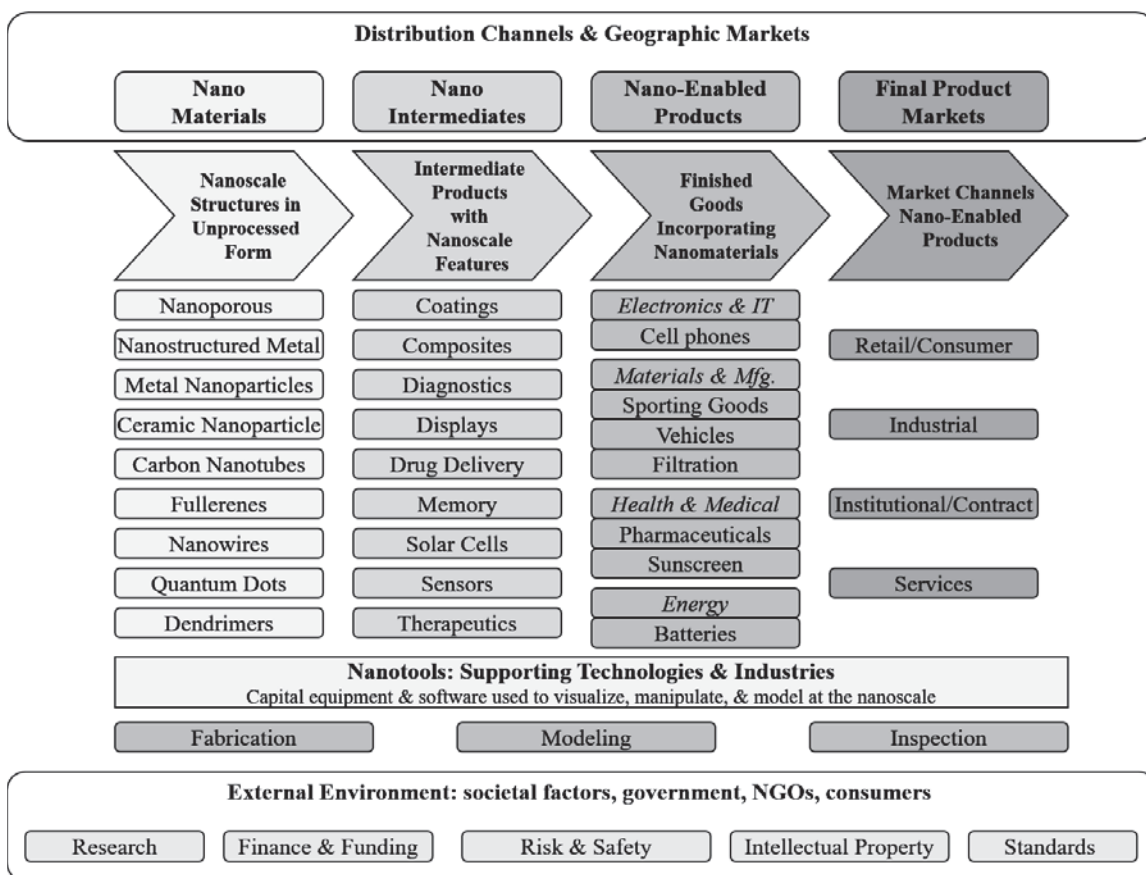 Distribution Channels & Geographic Markets
Nano
Materials
Nano
Intermediates
Nano-Enabled
Products
Final Product
Markets
Nanoscale
Structures in
Unprocessed
Form
Intermediate
Products
with
Nanoscale
Features
Finished
Goods
Incorporating
Nanomaterials
Market Channels
Nano-Enabled
Products
Nanoporous
Nanostructured Metal
Metal Nanoparticles
Ceramic Nanoparticle
Carbon Nanotubes
Fullerenes
Nanowires
Quantum Dots
Dendrimers
Coatings
Composites
Diagnostics
Displays
Drug Delivery
Memory
Solar Cells
Sensors
Therapeutics
Electronics & IT
Cell phones
Materials & Mfg.
Sporting Goods
Vehicles
Filtration
Health & Medical
Pharmaceuticals
Sunscreen
Energy
Batteries
Retail/Consumer
Industrial
Institutional/Contract
Services
Nanotools: Supporting Technologies & Industries
Capital equipment & software used to visualize, manipulate, & model at the nanoscale
Fabrication
Modeling
Inspection
External Environment: societal factors, government, NGOs, consumers
Research
Finance & Funding
Risk & Safety
Intellectual Property
Standards